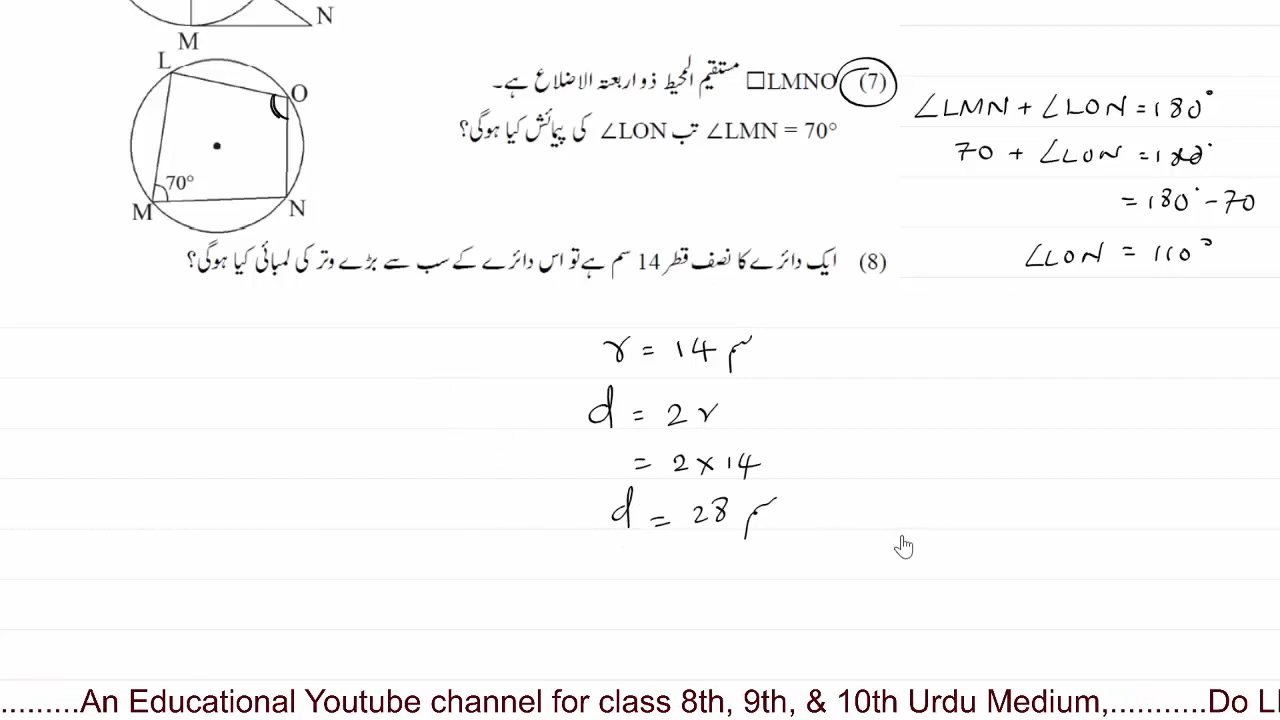 N
M
L
O
70°
M
N
(7) □LMNO مستقیم المحیط ذو اربعتہ الاضلاع ہے۔
∠LMN = 70° تب ∠LON کی پیمائش کیا ہوگی؟
∠LMN + ∠LON = 180°
70 + ∠LON = 180°
= 180° - 70
∠LON = 110°
(8) ایک دائرے کا نصف قطر 14 سم ہے تو اس دائرے کے سب سے بڑے وتر کی لمبائی کیا ہوگی؟
r = 14 سم
d = 2r
= 2 × 14
d = 28 سم
.........An Educational Youtube channel for class 8th, 9th, & 10th Urdu Medium,...........Do LI